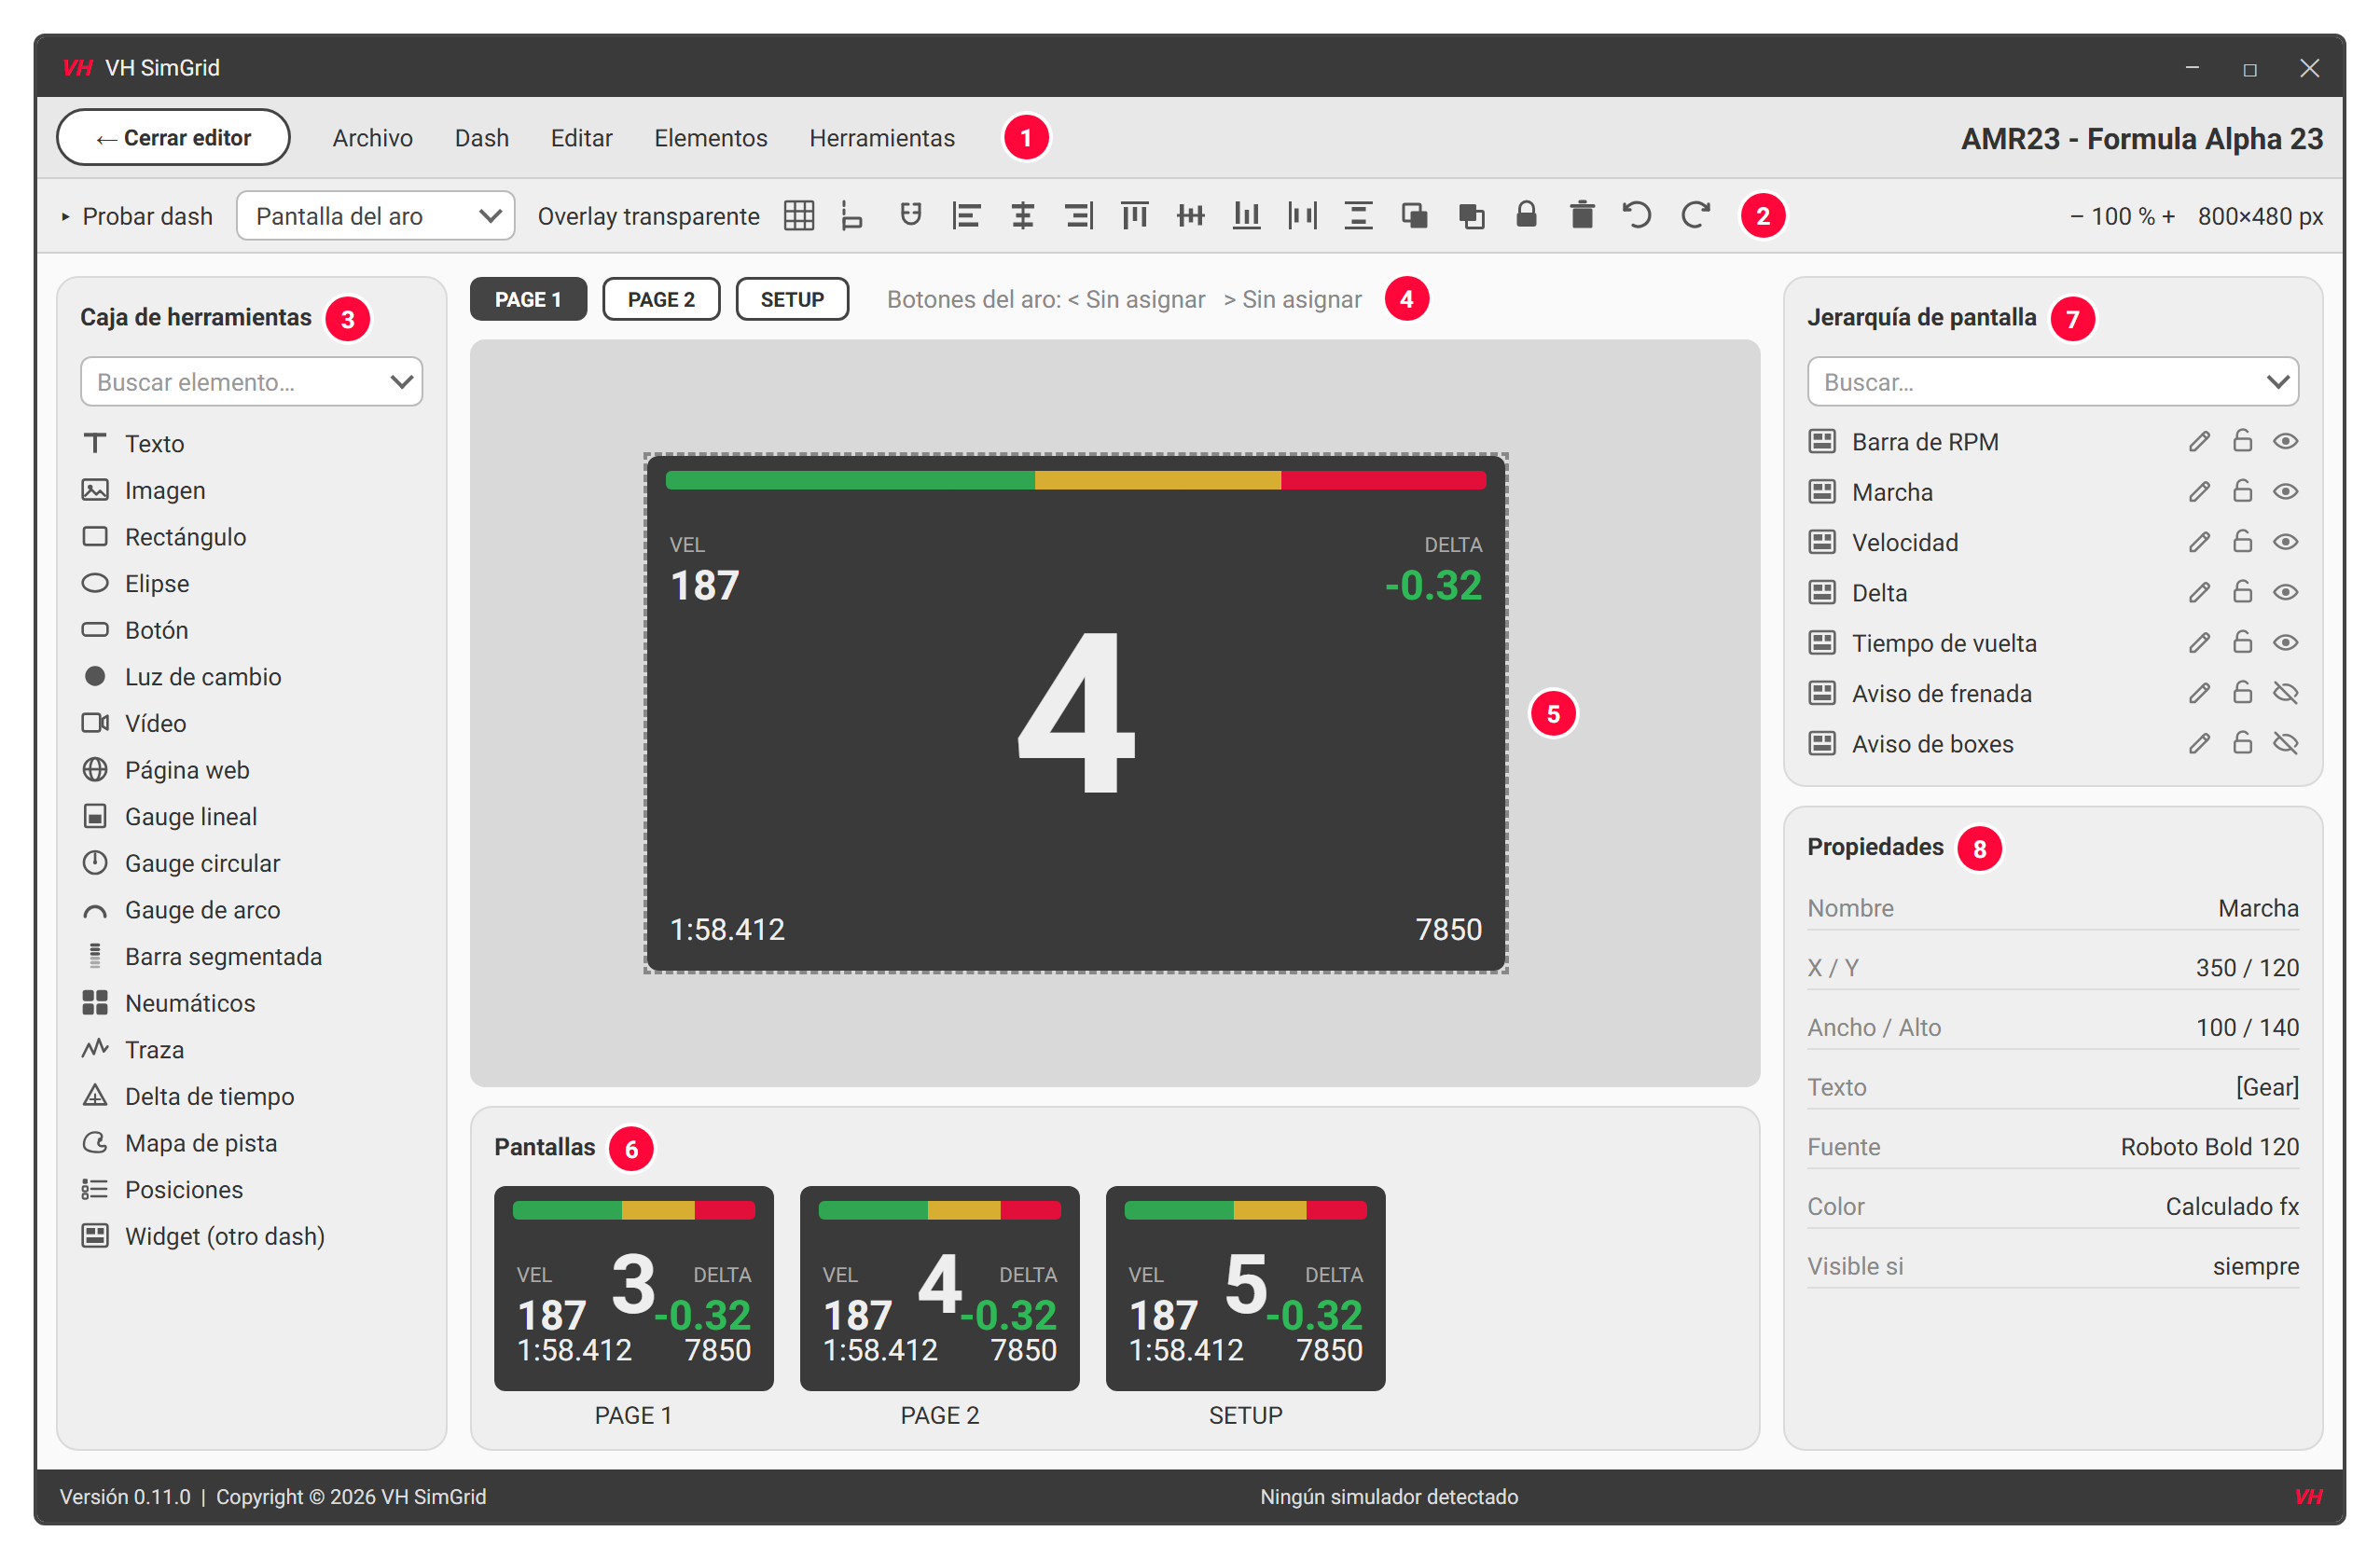 VH VH SimGrid
← Cerrar editor Archivo Dash Editar Elementos Herramientas 1 AMR23 - Formula Alpha 23
Probar dash Pantalla del aro Overlay transparente 2 − 100 % + 800×480 px
Caja de herramientas 3
Buscar elemento...
Texto
Imagen
Rectángulo
Elipse
Botón
Luz de cambio
Vídeo
Página web
Gauge lineal
Gauge circular
Gauge de arco
Barra segmentada
Neumáticos
Traza
Delta de tiempo
Mapa de pista
Posiciones
Widget (otro dash)
PAGE 1 PAGE 2 SETUP Botones del aro: < Sin asignar > Sin asignar 4
VEL DELTA
187 -0.32
4
5
1:58.412 7850
Pantallas 6
VEL 3 DELTA
187 -0.32
1:58.412 7850
PAGE 1
VEL 4 DELTA
187 -0.32
1:58.412 7850
PAGE 2
VEL 5 DELTA
187 -0.32
1:58.412 7850
SETUP
Jerarquía de pantalla 7
Buscar...
Barra de RPM
Marcha
Velocidad
Delta
Tiempo de vuelta
Aviso de frenada
Aviso de boxes
Propiedades 8
Nombre Marcha
X / Y 350 / 120
Ancho / Alto 100 / 140
Texto [Gear]
Fuente Roboto Bold 120
Color Calculado fx
Visible si siempre
Versión 0.11.0 | Copyright © 2026 VH SimGrid Ningún simulador detectado VH